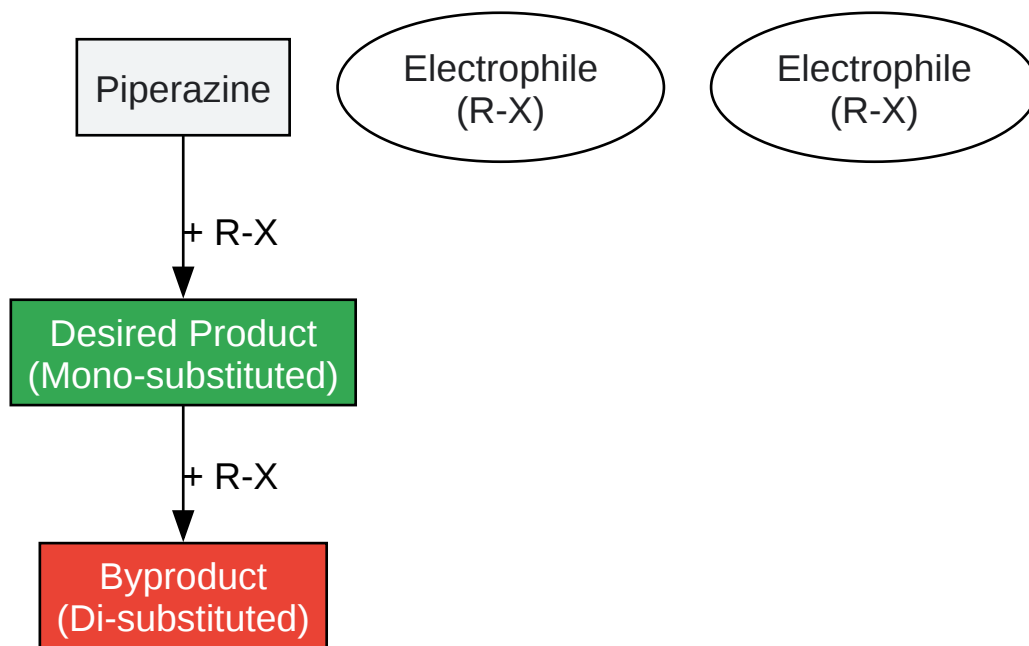 Piperazine
Electrophile
(R-X)
Electrophile
(R-X)
+ R-X
Desired Product
(Mono-substituted)
+ R-X
Byproduct
(Di-substituted)